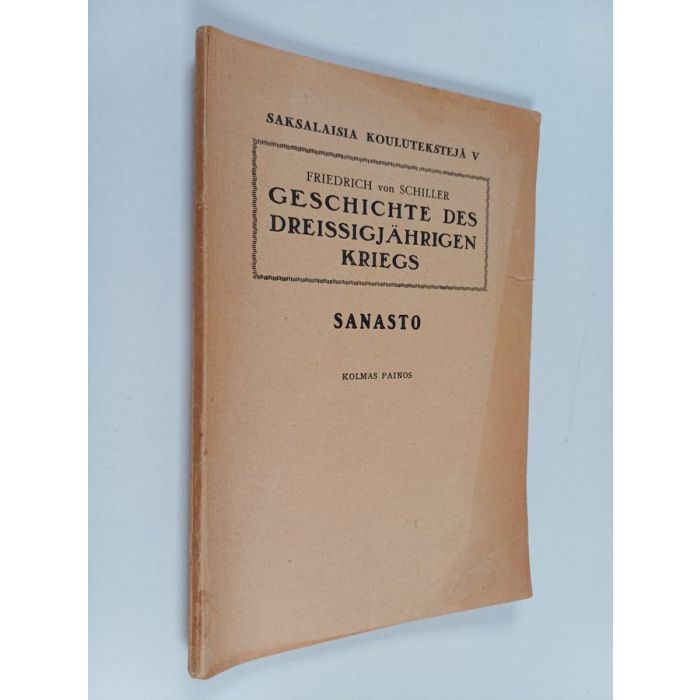 SAKSALAISIA KOULUTEKSTEJÄ V
FRIEDRICH von SCHILLER
GESCHICHTE DES
DREISSIGJÄHRIGEN
KRIEGS
SANASTO
KOLMAS PAINOS